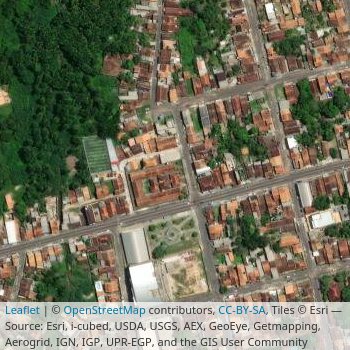 Leaflet | © OpenStreetMap contributors, CC-BY-SA, Tiles © Esri —
Source: Esri, i-cubed, USDA, USGS, AEX, GeoEye, Getmapping,
Aerogrid, IGN, IGP, UPR-EGP, and the GIS User Community